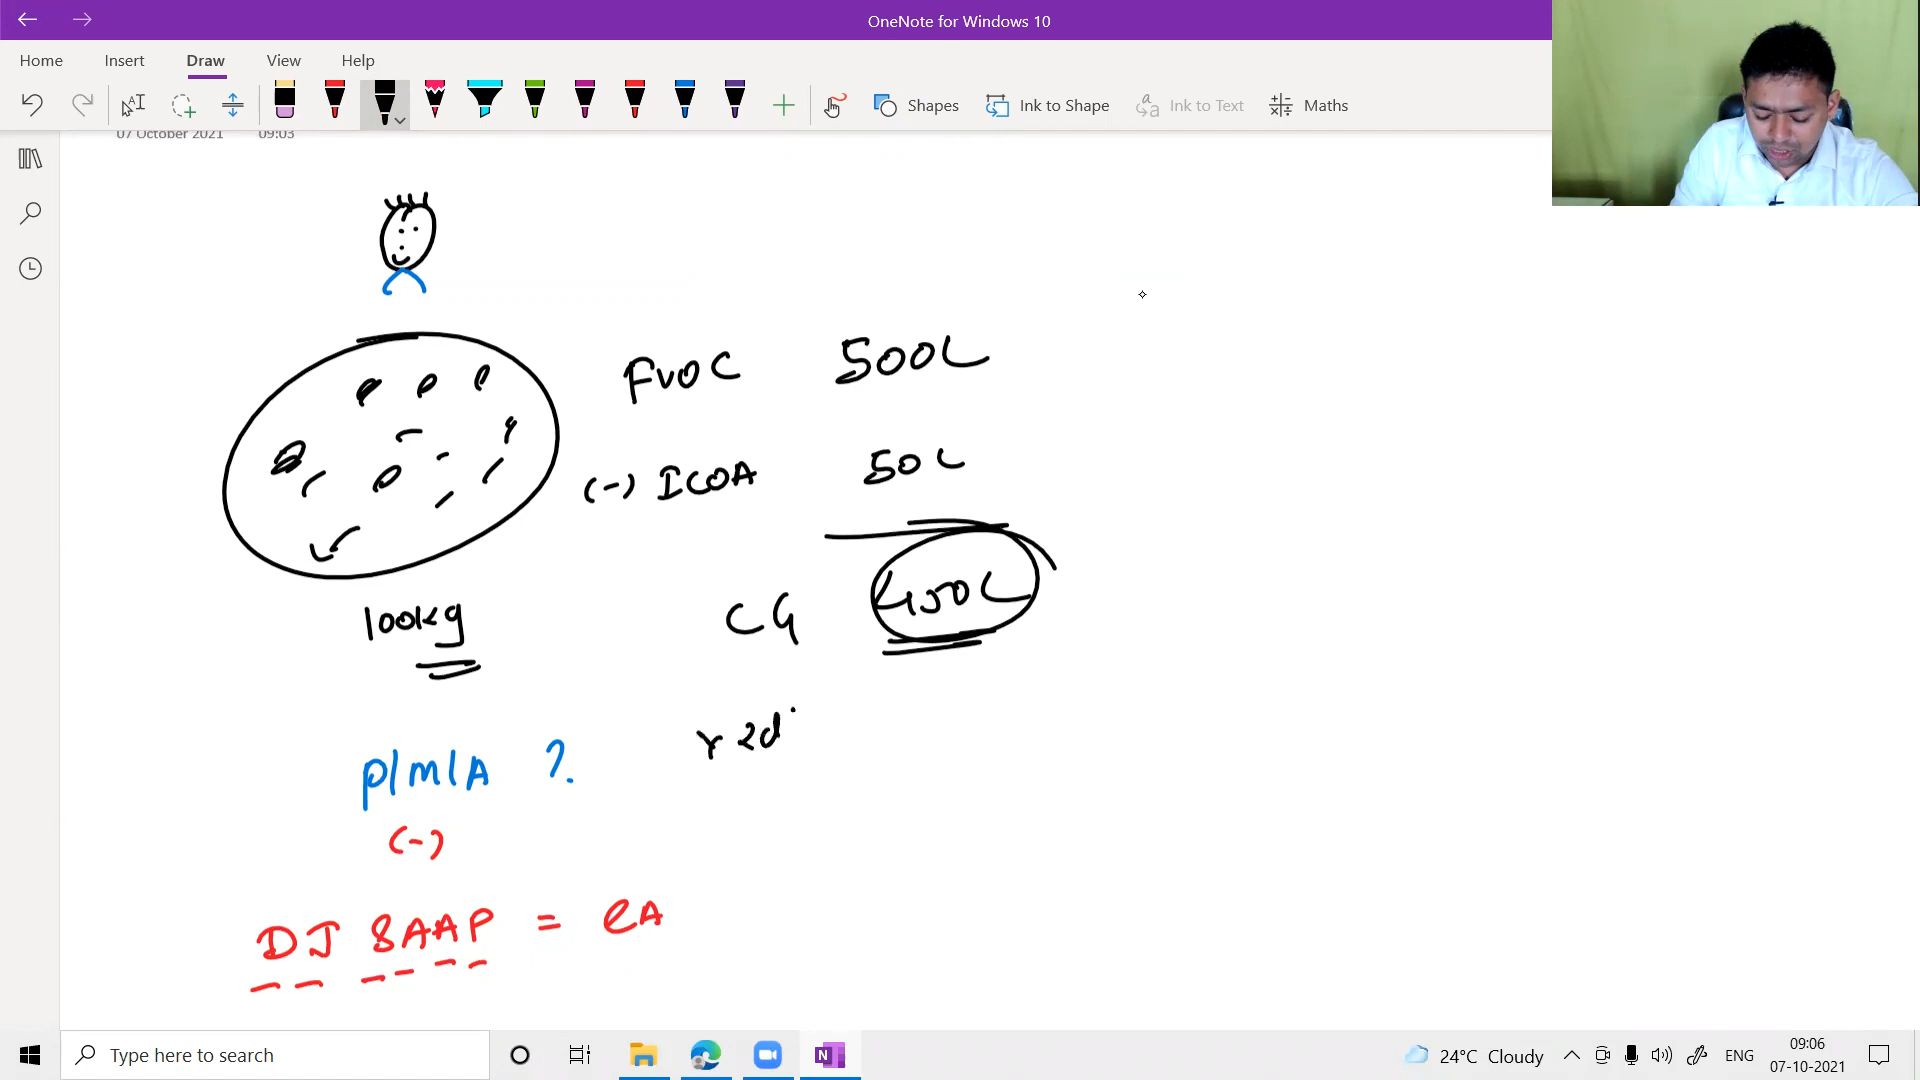 OneNote for Windows 10
Home Insert Draw View Help
Shapes Ink to Shape Ink to Text Maths
07 October 2021 09:03
FVOC 500L
(-) ICOA 50L
CG 450L
100kg
P/M/A ?
(-)
DJ SAAP = eA
Type here to search
24°C Cloudy ENG 09:06
07-10-2021